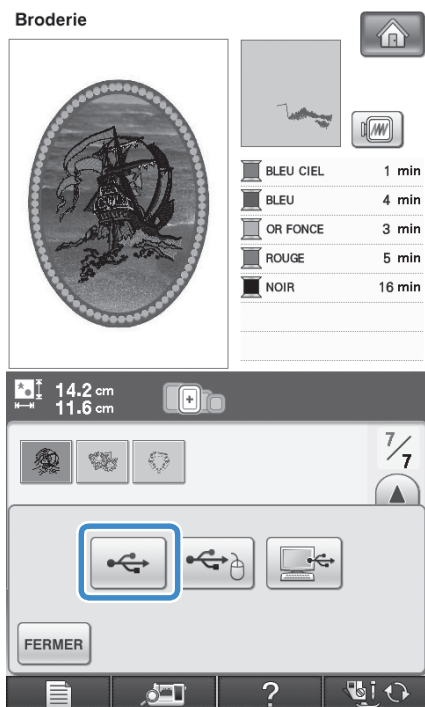 Broderie
BLEU CIEL 1 min
BLEU 4 min
OR FONCE 3 min
ROUGE 5 min
NOIR 16 min
14.2 cm
11.6 cm
7/7
FERMER
?